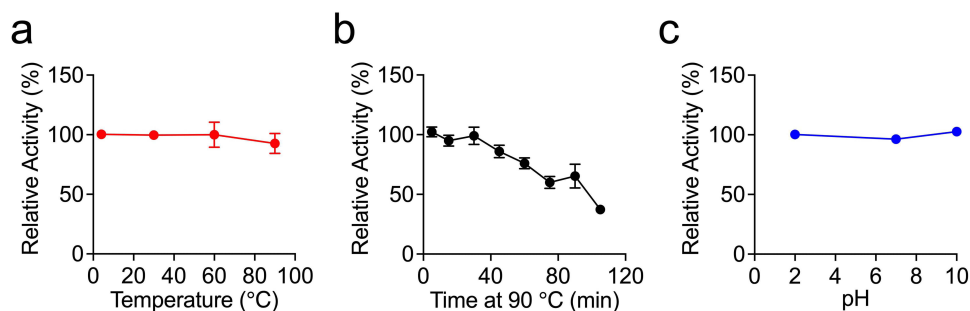 a
Relative Activity (%)
150
100
50
0
0 20 40 60 80 100
Temperature (°C)
b
Relative Activity (%)
150
100
50
0
0 40 80 120
Time at 90 °C (min)
c
Relative Activity (%)
150
100
50
0
0 2 4 6 8 10
pH